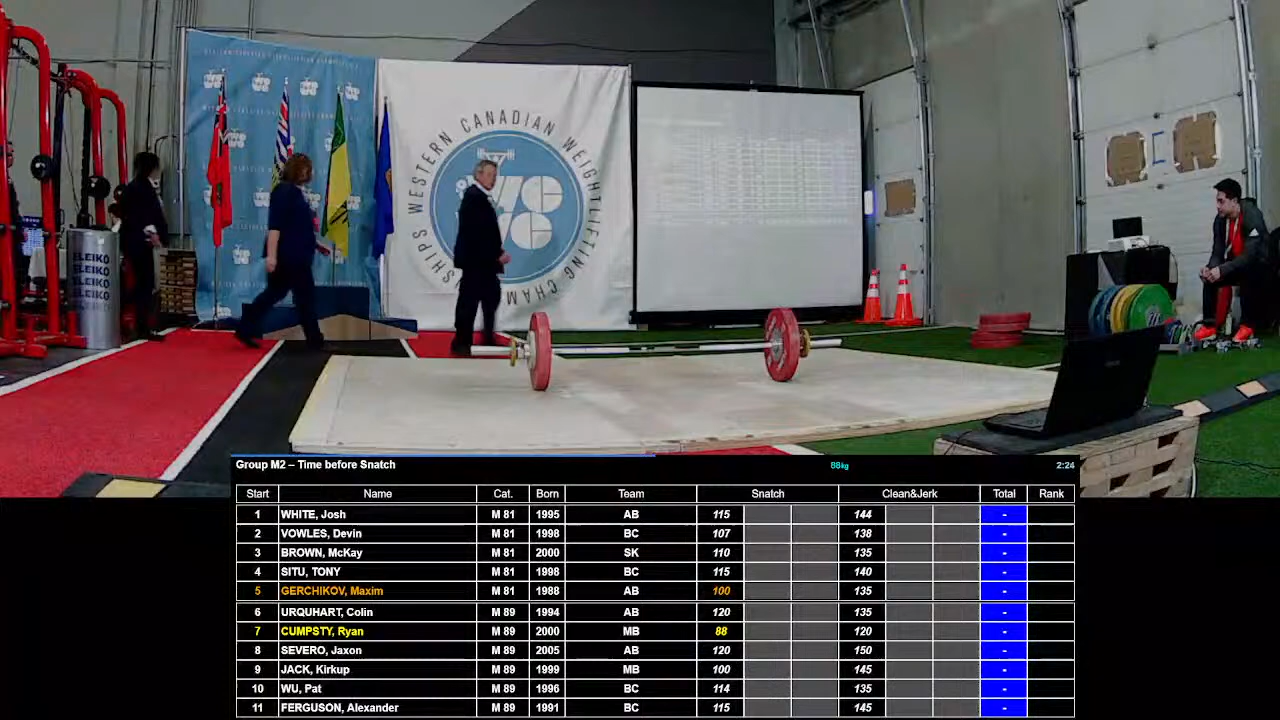 WESTERN CANADIAN WEIGHTLIFTING CHAMPIONSHIPS
WC
WC
ELEIKO
ELEIKO
ELEIKO
ELEIKO
Group M2 – Time before Snatch 88kg 2:24
Start Name Cat. Born Team Snatch Clean&Jerk Total Rank
1 WHITE, Josh M 81 1995 AB 115 144 -
2 VOWLES, Devin M 81 1998 BC 107 138 -
3 BROWN, McKay M 81 2000 SK 110 135 -
4 SITU, TONY M 81 1998 BC 115 140 -
5 GERCHIKOV, Maxim M 81 1988 AB 100 135 -
6 URQUHART, Colin M 89 1994 AB 120 135 -
7 CUMPSTY, Ryan M 89 2000 MB 88 120 -
8 SEVERO, Jaxon M 89 2005 AB 120 150 -
9 JACK, Kirkup M 89 1999 MB 100 145 -
10 WU, Pat M 89 1996 BC 114 135 -
11 FERGUSON, Alexander M 89 1991 BC 115 145 -